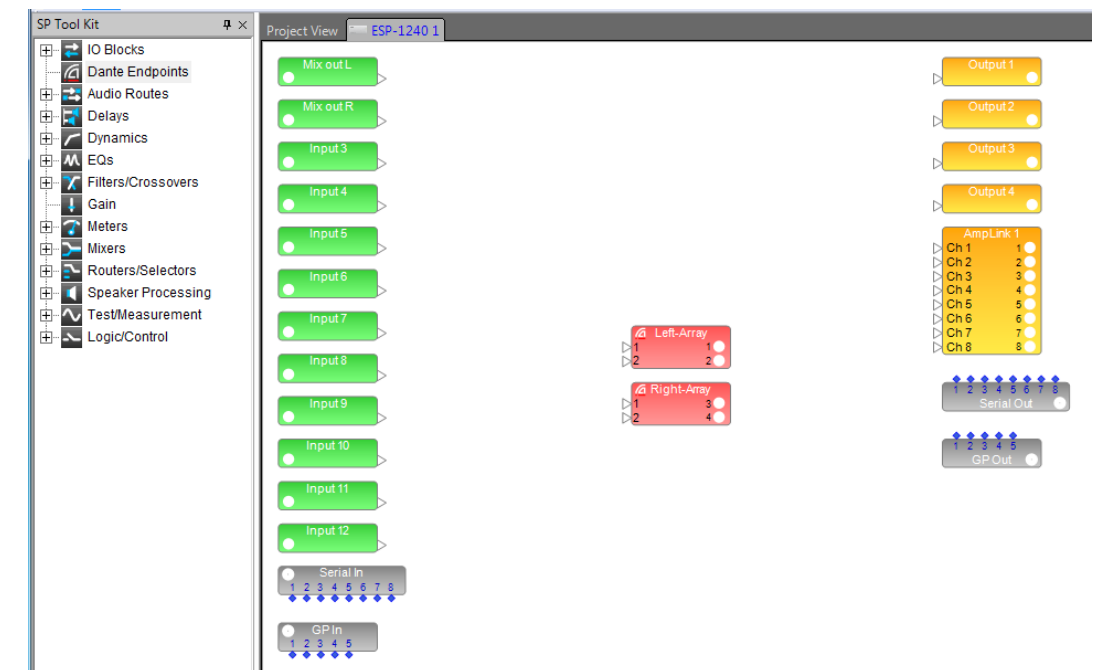 SP Tool Kit
IO Blocks
Dante Endpoints
Audio Routes
Delays
Dynamics
EQs
Filters/Crossovers
Gain
Meters
Mixers
Routers/Selectors
Speaker Processing
Test/Measurement
Logic/Control
Project View ESP-1240 1
Mix out L
Mix out R
Input 3
Input 4
Input 5
Input 6
Input 7
Input 8
Input 9
Input 10
Input 11
Input 12
Serial In
1 2 3 4 5 6 7 8
GP In
1 2 3 4 5
Left-Array
1 1
2 2
Right-Array
1 3
2 4
Output 1
Output 2
Output 3
Output 4
AmpLink 1
Ch 1 1
Ch 2 2
Ch 3 3
Ch 4 4
Ch 5 5
Ch 6 6
Ch 7 7
Ch 8 8
1 2 3 4 5 6 7 8
Serial Out
1 2 3 4 5
GP Out